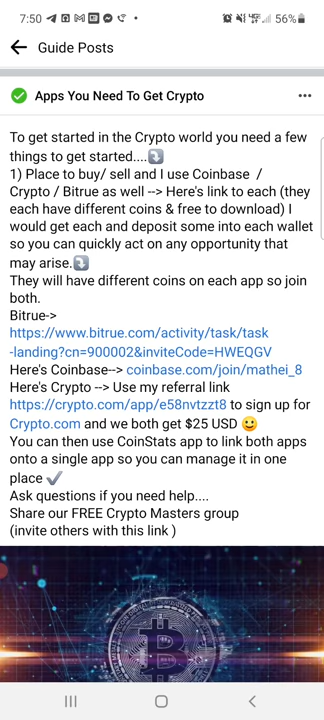 7:50
56%
Guide Posts
Apps You Need To Get Crypto
To get started in the Crypto world you need a few
things to get started....⤵️
1) Place to buy/ sell and I use Coinbase /
Crypto / Bitrue as well --> Here's link to each (they
each have different coins & free to download) I
would get each and deposit some into each wallet
so you can quickly act on any opportunity that
may arise.⤵️
They will have different coins on each app so join
both.
Bitrue->
https://www.bitrue.com/activity/task/task
-landing?cn=900002&inviteCode=HWEQGV
Here's Coinbase--> coinbase.com/join/mathei_8
Here's Crypto --> Use my referral link
https://crypto.com/app/e58nvtzzt8 to sign up for
Crypto.com and we both get $25 USD 😀
You can then use CoinStats app to link both apps
onto a single app so you can manage it in one
place ✔️
Ask questions if you need help....
Share our FREE Crypto Masters group
(invite others with this link )